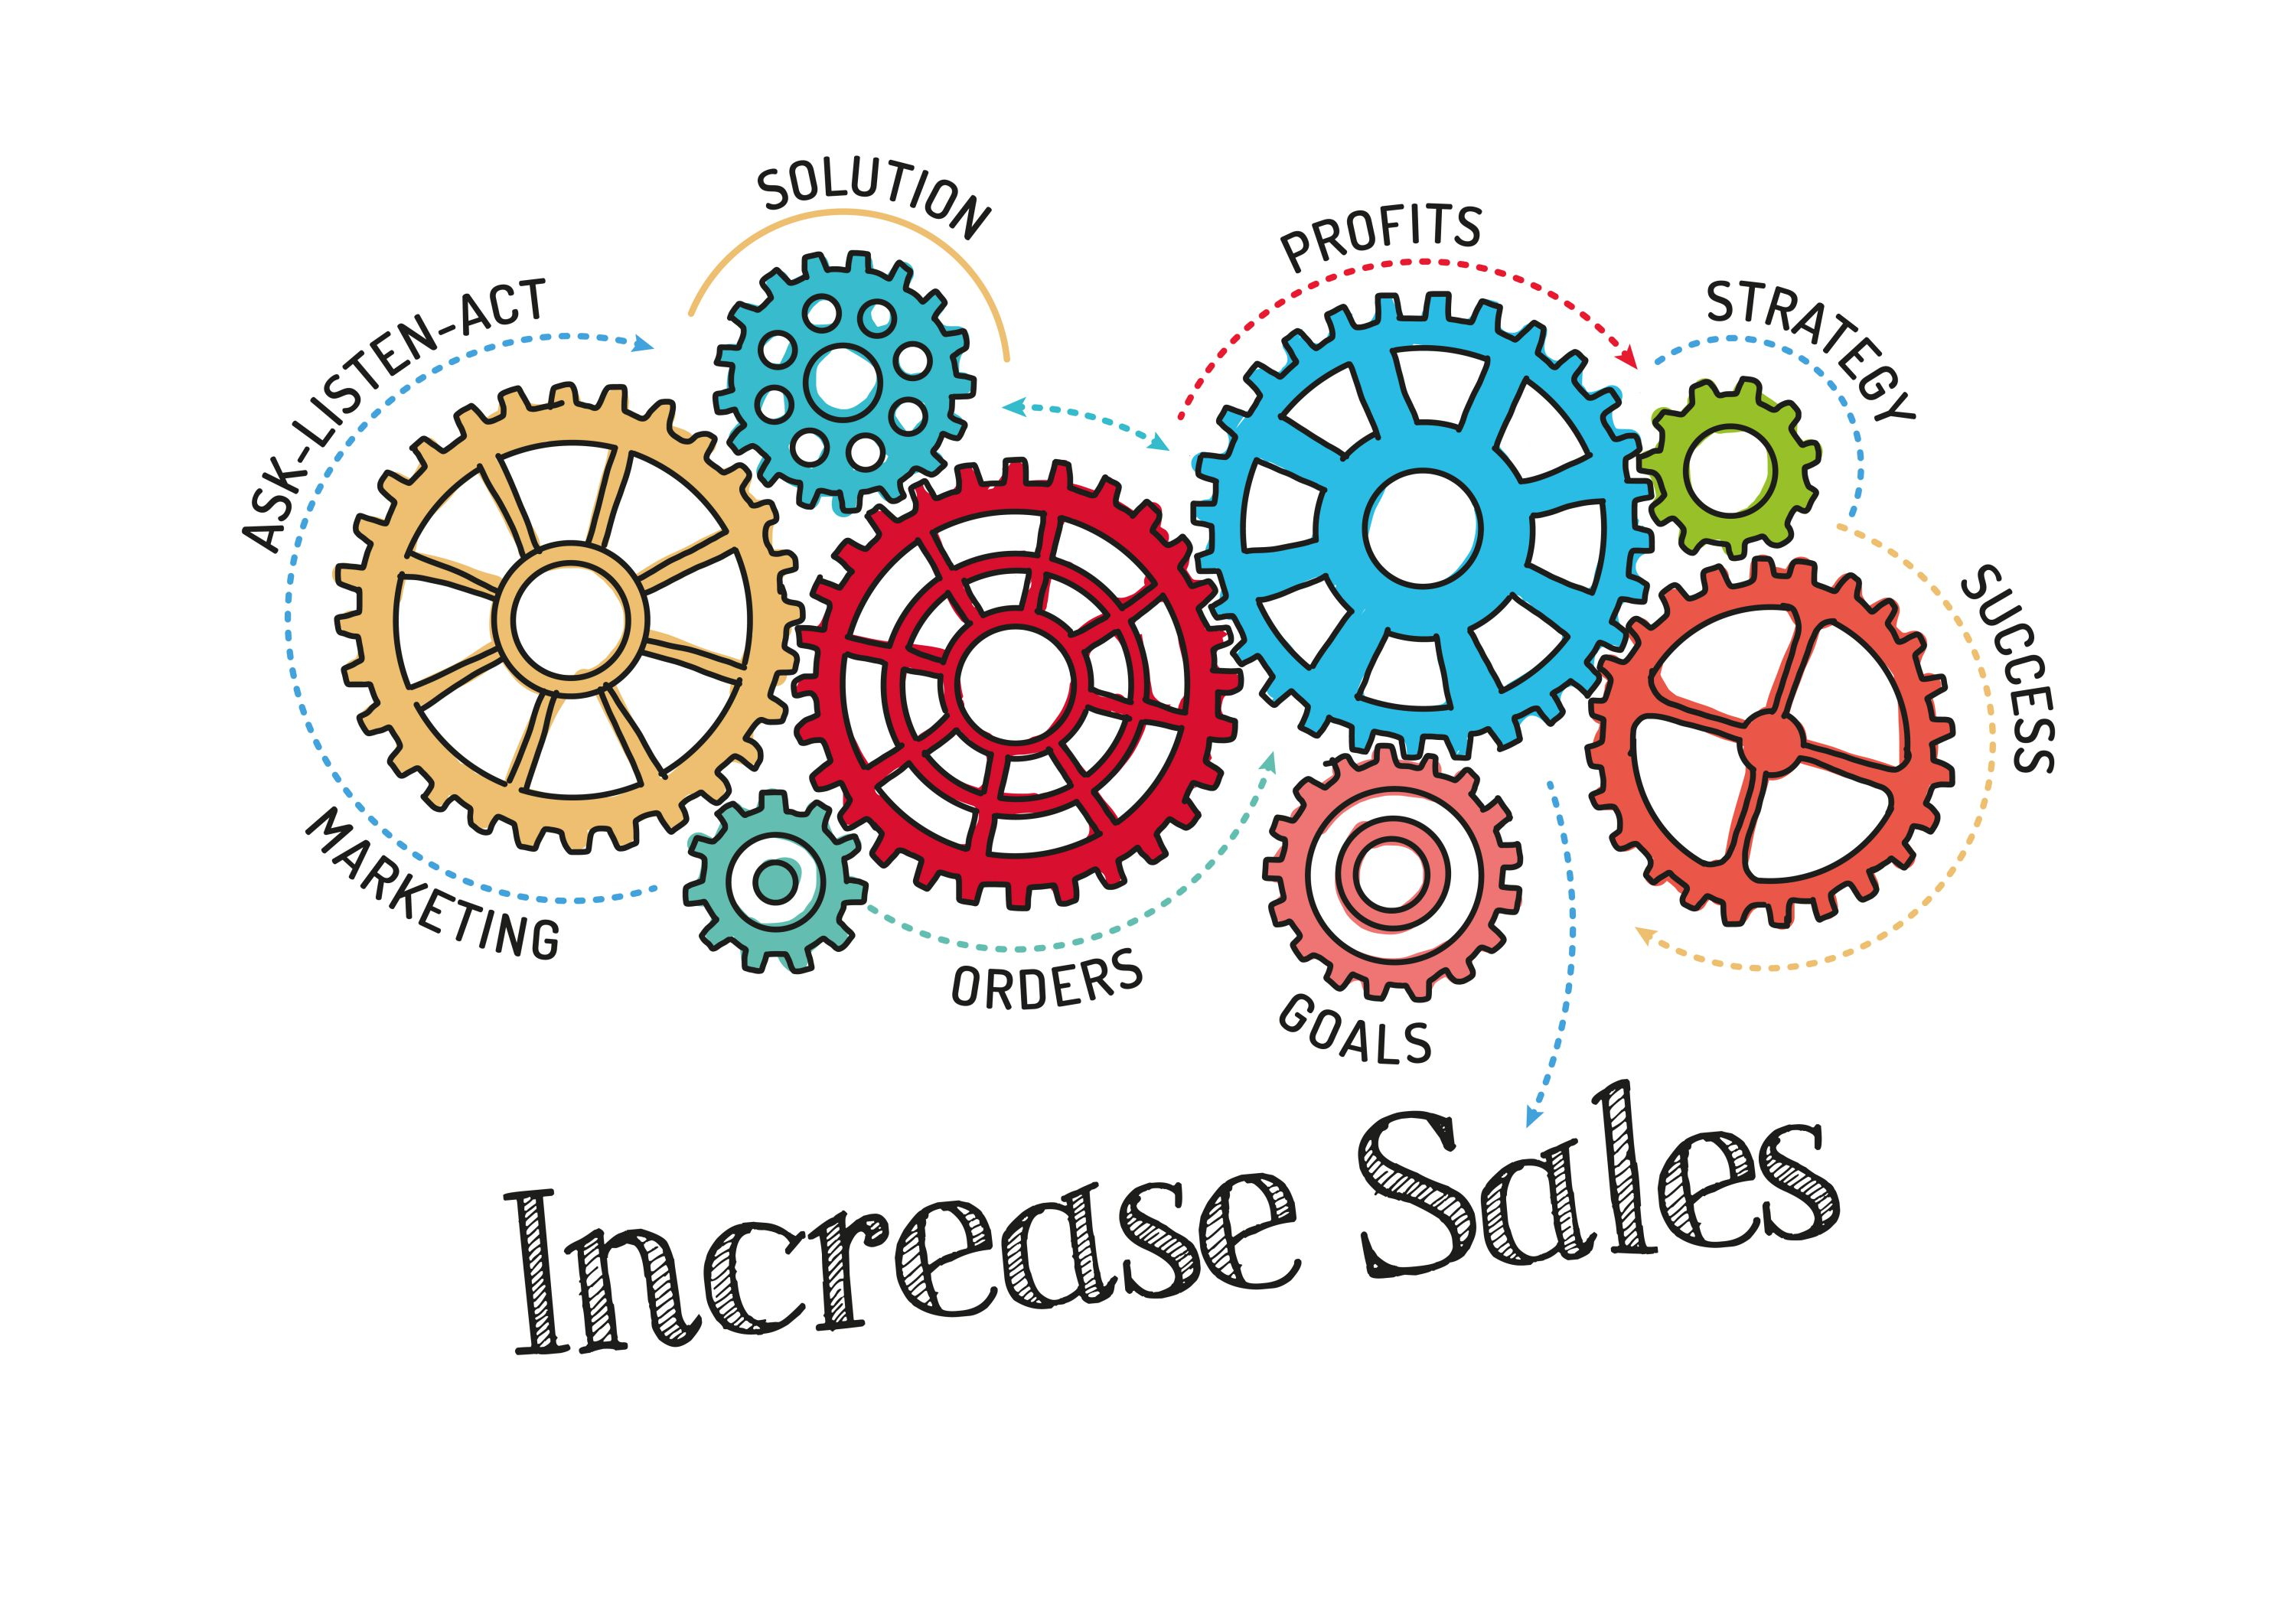 SOLUTION
PROFITS
ASK-LISTEN-ACT
STRATEGY
SUCCESS
MARKETING
ORDERS
GOALS
Increase Sales